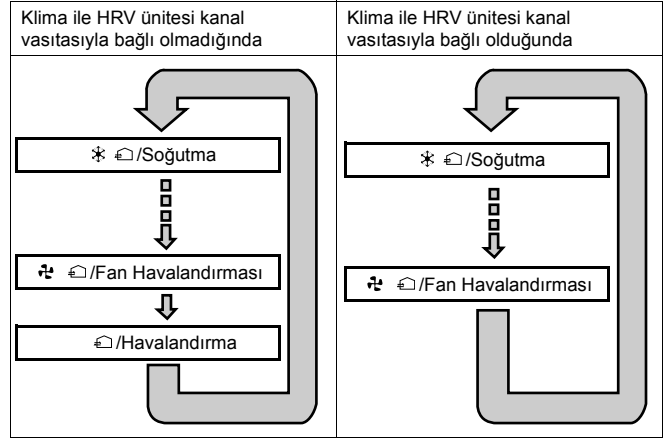 Klima ile HRV ünitesi kanal
vasıtasıyla bağlı olmadığında
/Soğutma
/Fan Havalandırması
/Havalandırma
Klima ile HRV ünitesi kanal
vasıtasıyla bağlı olduğunda
/Soğutma
/Fan Havalandırması